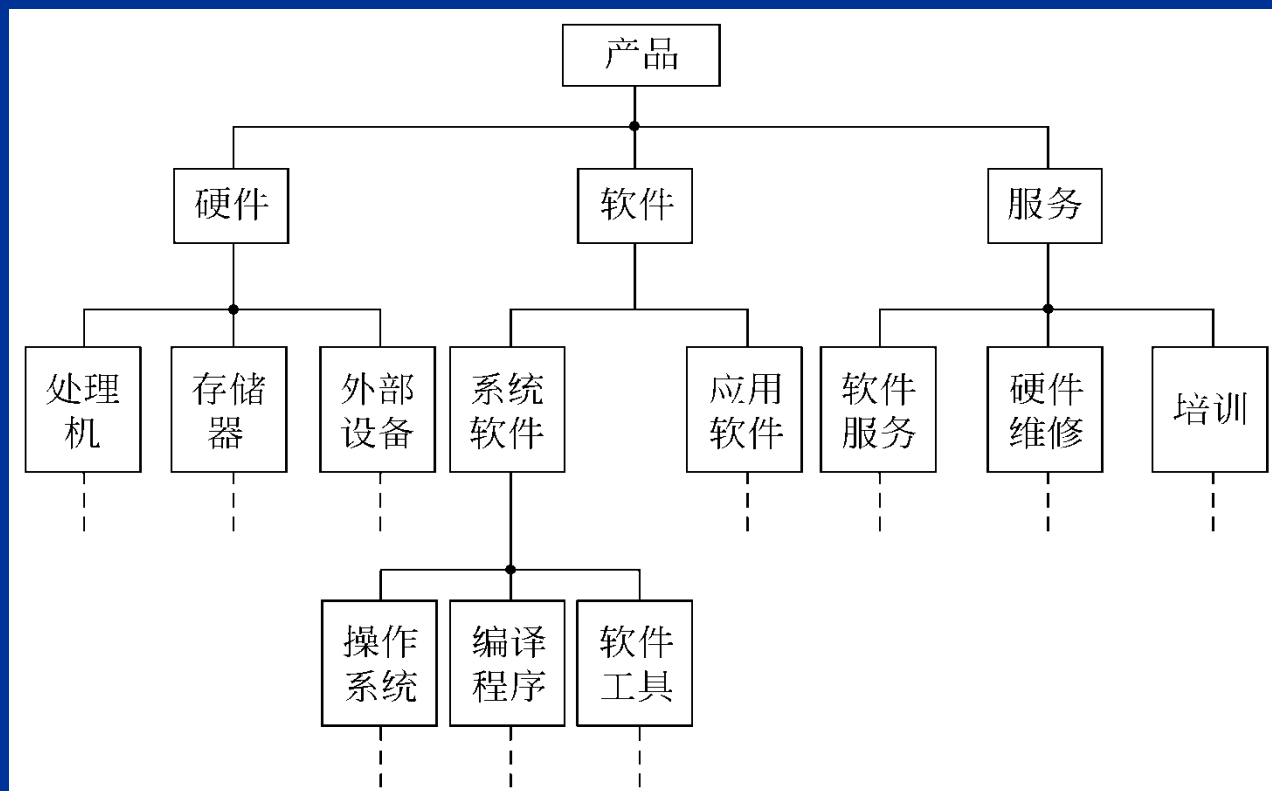 产品
硬件
软件
服务
处理
机
存储
器
外部
设备
系统
软件
应用
软件
软件
服务
硬件
维修
培训
操作
系统
编译
程序
软件
工具